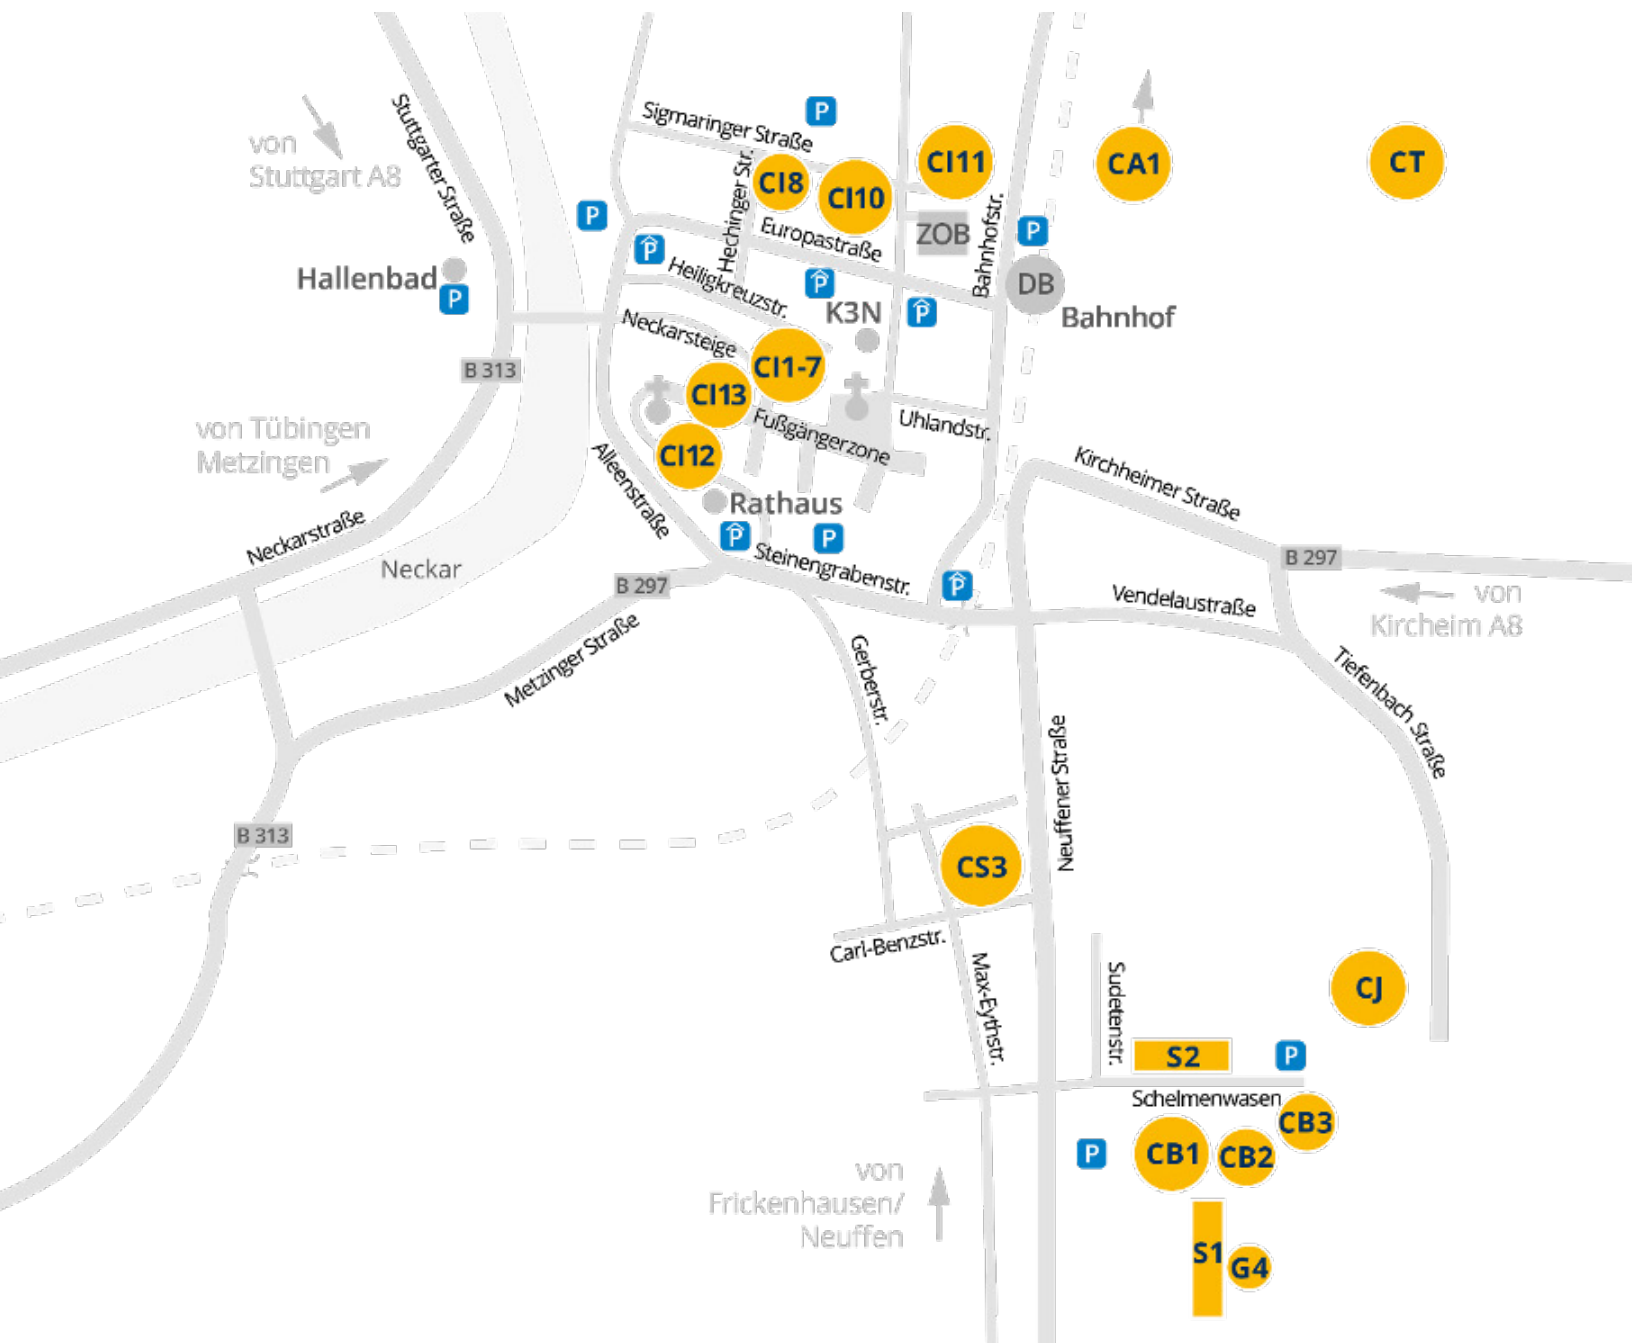 Sigmaringer Straße
P
CI8
CI10
CI11
CA1
CT
von
Stuttgart A8
Stuttgarter Straße
Hechinger Str.
P
P
Europastraße
ZOB
Bahnhofstr.
P
Heiligkreuzstr.
P
P
DB
Bahnhof
Hallenbad
P
K3N
Neckarsteige
CI1-7
CI13
B 313
Fußgängerzone
Uhlandstr.
von Tübingen
Metzingen
CI12
Alleenstraße
Rathaus
P
P
Kirchheimer Straße
Neckarstraße
Neckar
Steinengrabenstr.
B 297
P
B 297
Vendelaustraße
von
Kircheim A8
Metzinger Straße
Gerberstr.
Tiefenbach Straße
Neuffener Straße
B 313
CS3
Carl-Benzstr.
Max-Eythstr.
Sudetenstr.
CJ
S2
P
Schelmenwasen
CB3
P
CB1
CB2
von
Frickenhausen/
Neuffen
S1
G4